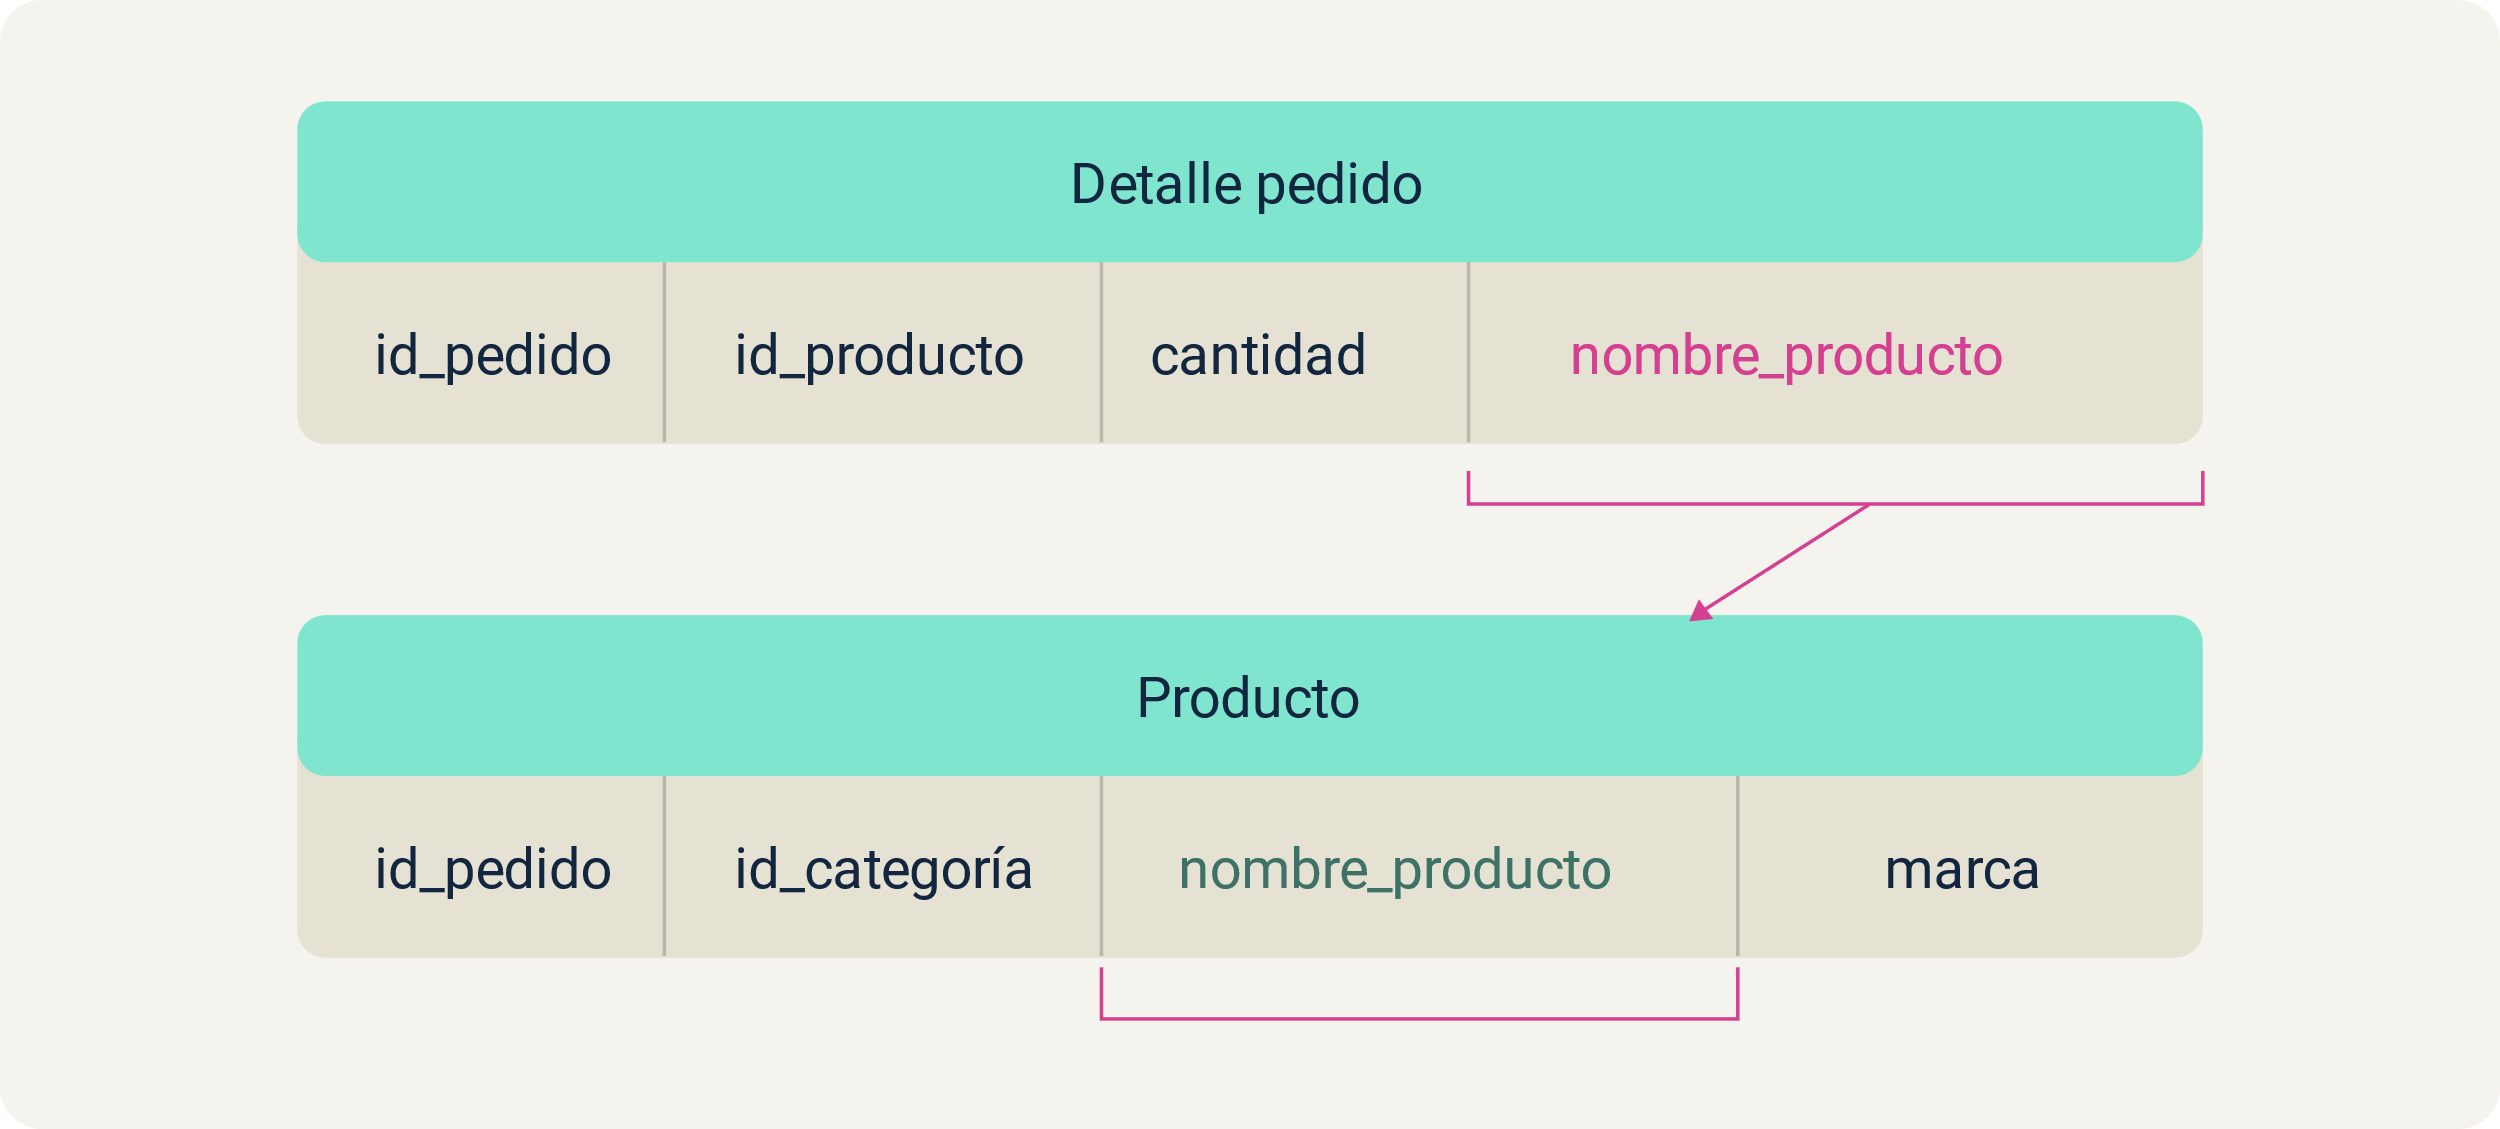 Detalle pedido
id_pedido id_producto cantidad nombre_producto
Producto
id_pedido id_categoría nombre_producto marca